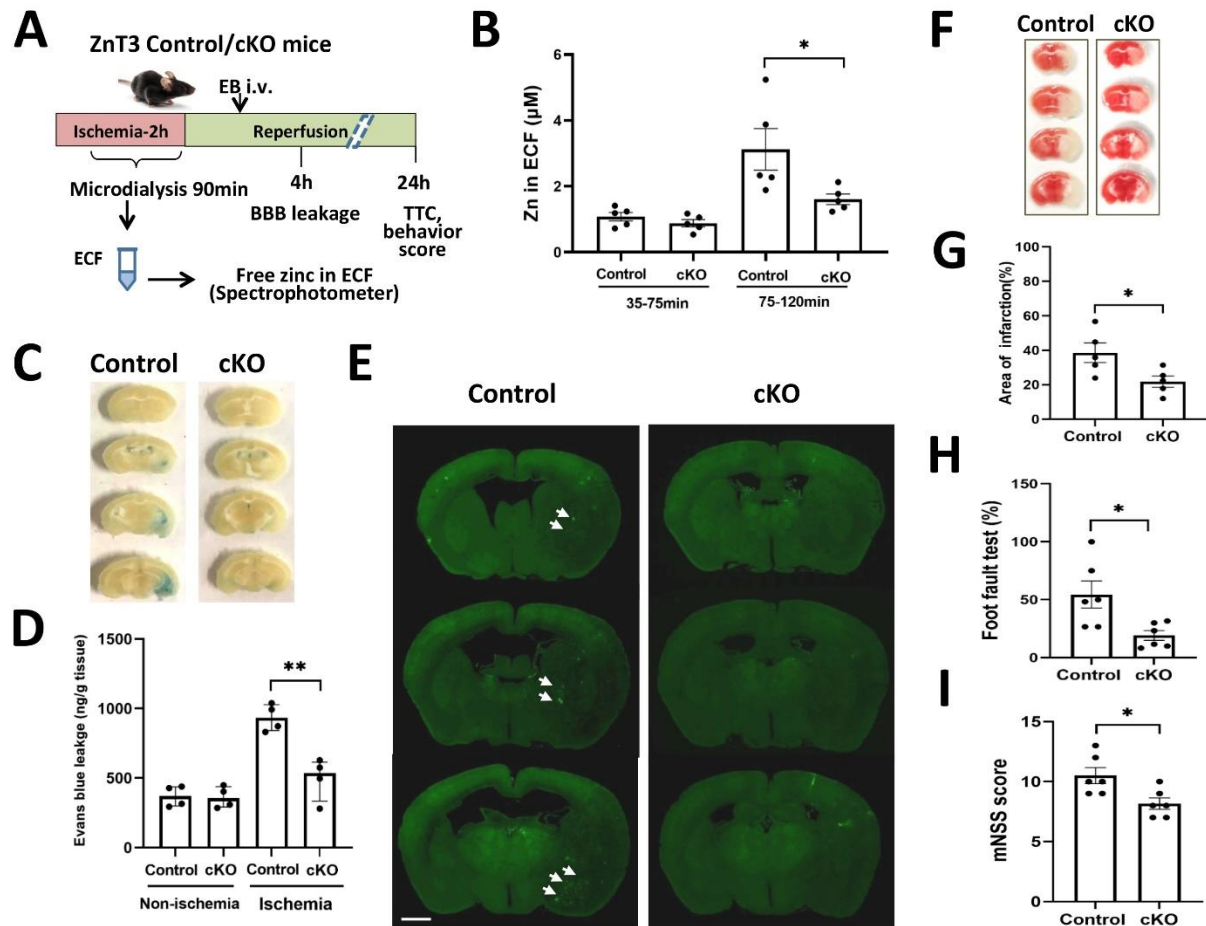 A
ZnT3 Control/cKO mice
EB i.v.
Ischemia-2h
Reperfusion
Microdialysis 90min
4h
BBB leakage
24h
TTC,
behavior
score
ECF
Free zinc in ECF
(Spectrophotometer)
B
Zn in ECF (µM)
6
4
2
0
*
Control
cKO
Control
cKO
35-75min
75-120min
C
Control
cKO
D
Evans blue leakge (ng/g tissue)
1500
1000
500
0
**
Control
cKO
Control
cKO
Non-ischemia
Ischemia
E
Control
cKO
F
Control
cKO
G
Area of infarction(%)
100
80
60
40
20
0
*
Control
cKO
H
Foot fault test (%)
150
100
50
0
*
Control
cKO
I
mNSS score
15
10
5
0
*
Control
cKO